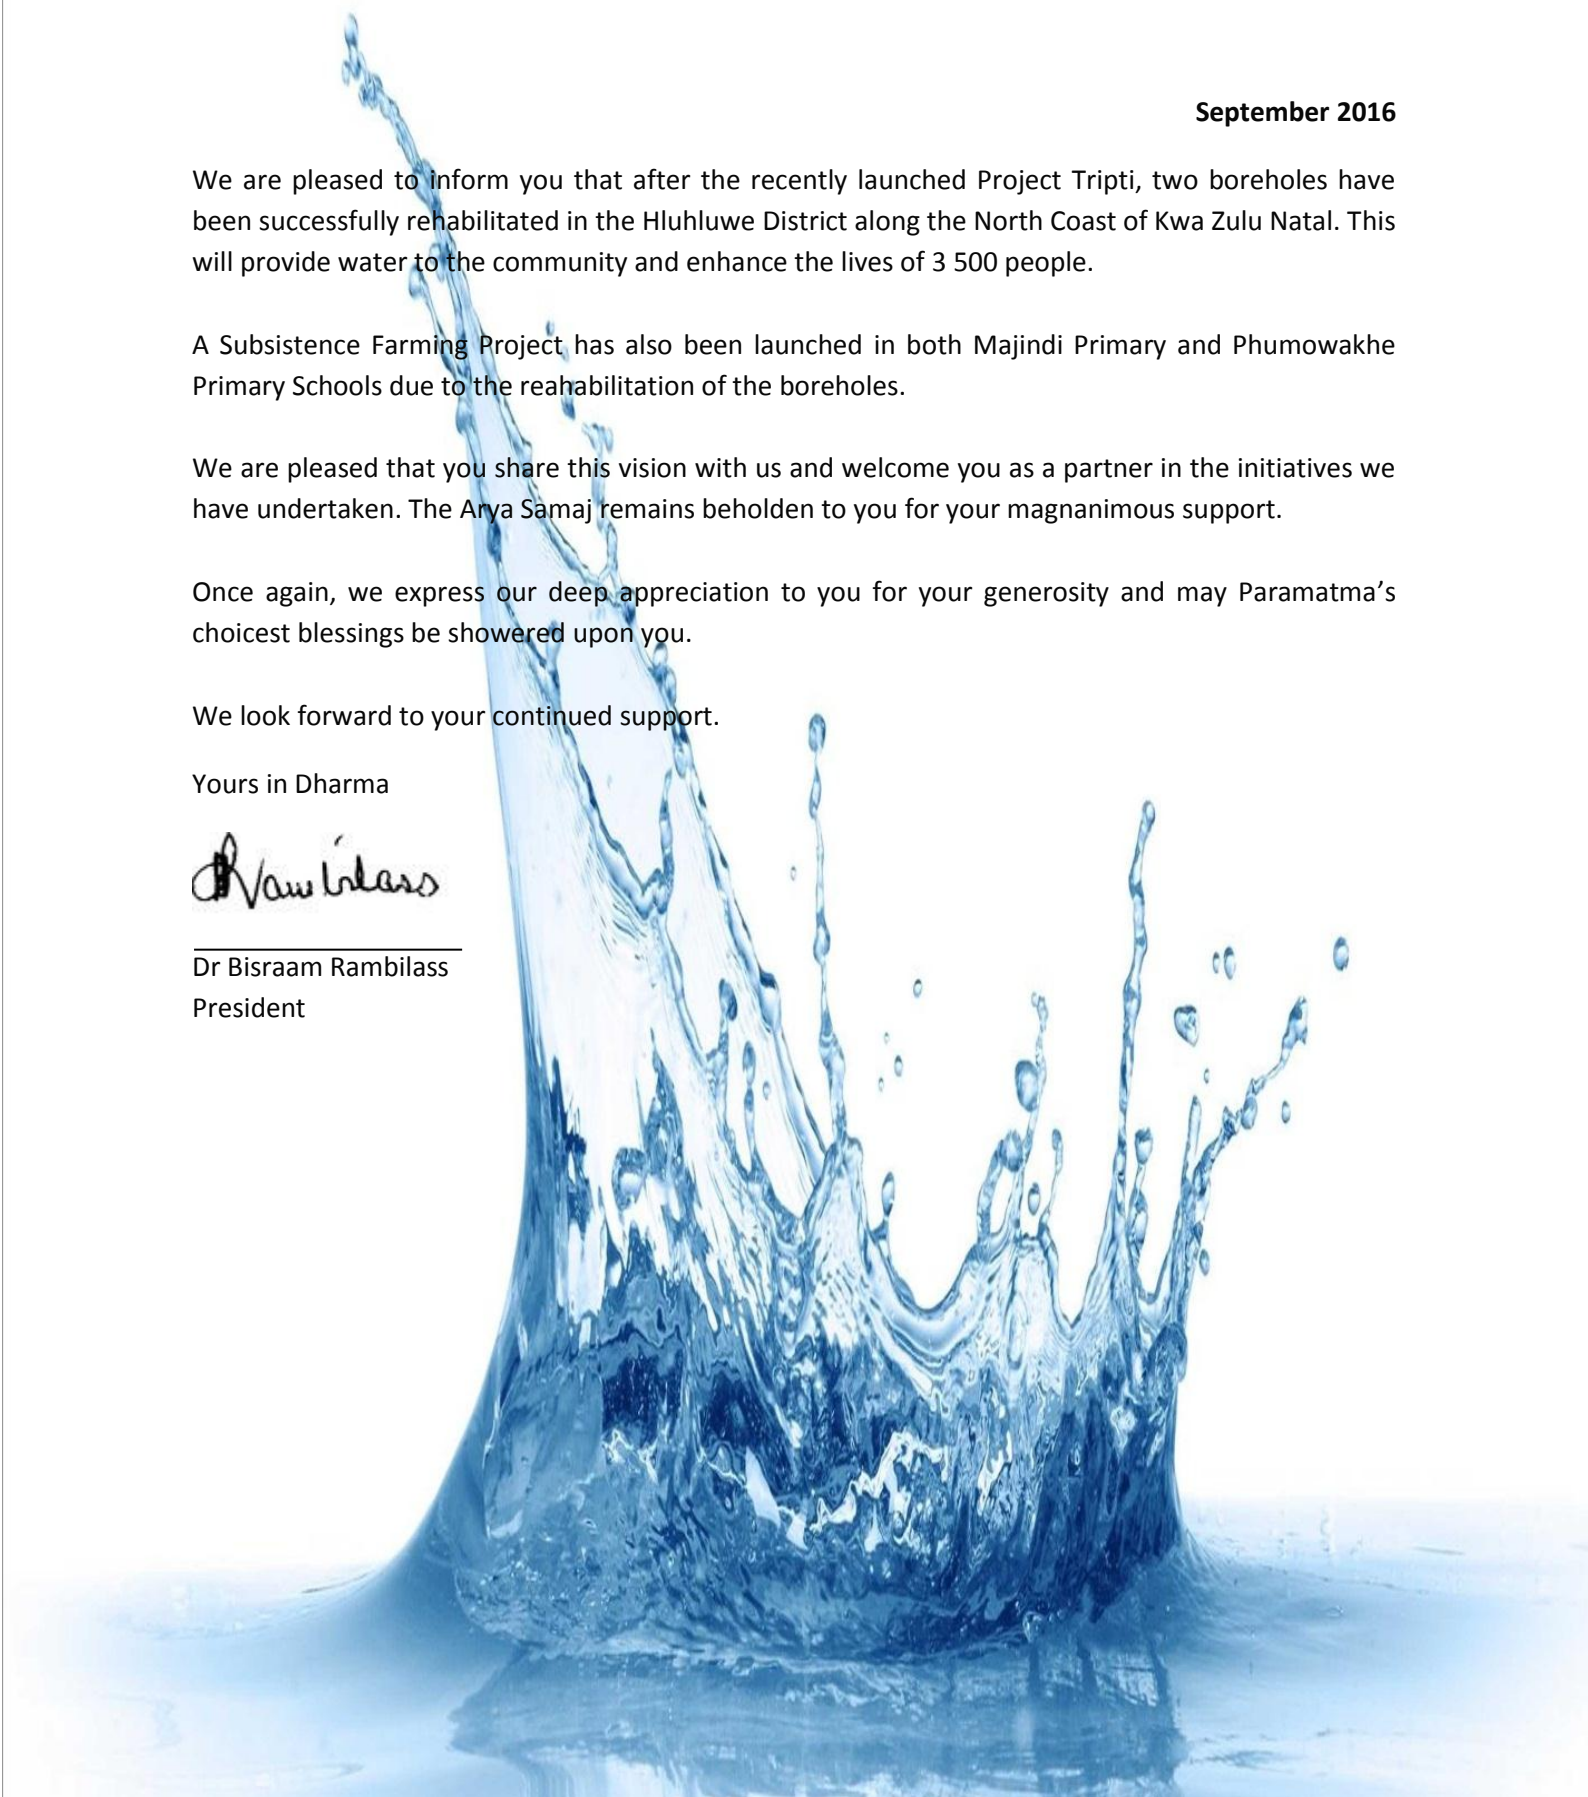 September 2016
We are pleased to inform you that after the recently launched Project Tripti, two boreholes have
been successfully rehabilitated in the Hluhluwe District along the North Coast of Kwa Zulu Natal. This
will provide water to the community and enhance the lives of 3 500 people.
A Subsistence Farming Project has also been launched in both Majindi Primary and Phumowakhe
Primary Schools due to the reahabilitation of the boreholes.
We are pleased that you share this vision with us and welcome you as a partner in the initiatives we
have undertaken. The Arya Samaj remains beholden to you for your magnanimous support.
Once again, we express our deep appreciation to you for your generosity and may Paramatma’s
choicest blessings be showered upon you.
We look forward to your continued support.
Yours in Dharma
Rambilass
Dr Bisraam Rambilass
President